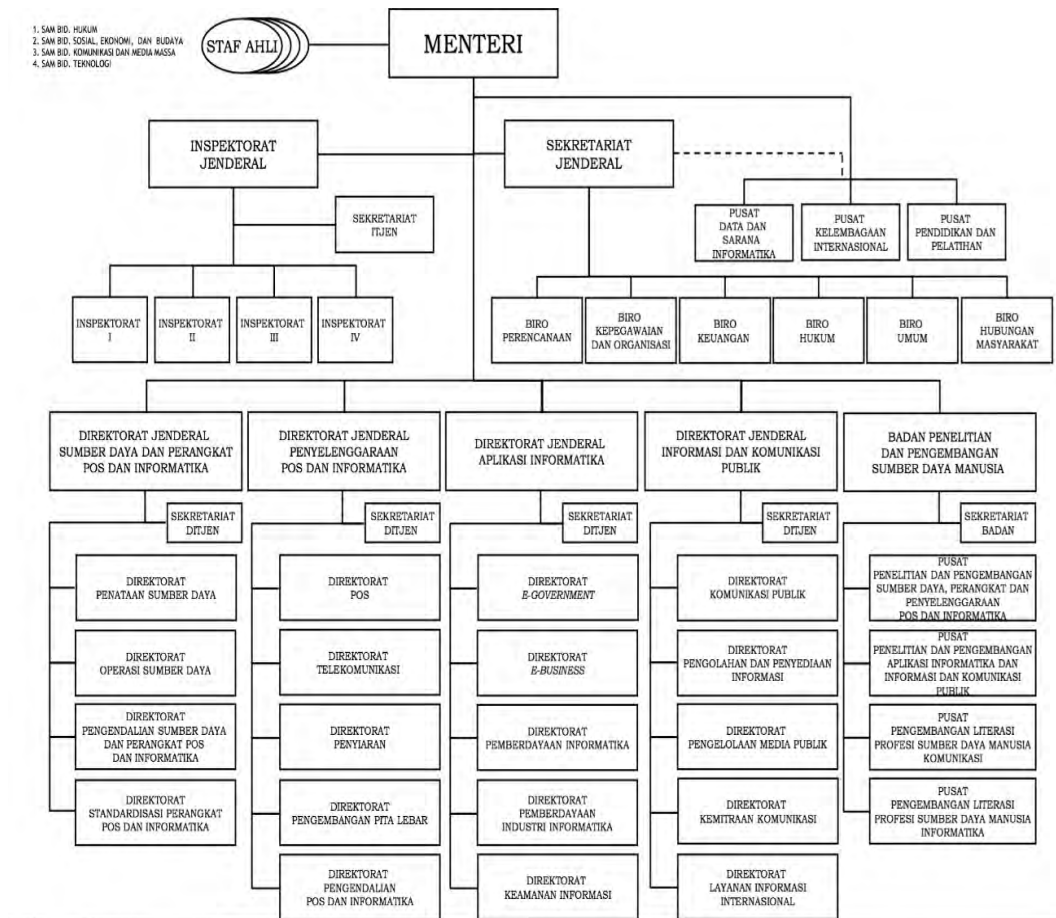 1. SAM BID. HUKUM
2. SAM BID. SOSIAL, EKONOMI, DAN BUDAYA
3. SAM BID. KOMUNIKASI DAN MEDIA MASSA
4. SAM BID. TEKNOLOGI
STAF AHLI
MENTERI
INSPEKTORAT
JENDERAL
SEKRETARIAT
JENDERAL
SEKRETARIAT
ITJEN
PUSAT
DATA DAN
SARANA
INFORMATIKA
PUSAT
KELEMBAGAAN
INTERNASIONAL
PUSAT
PENDIDIKAN DAN
PELATIHAN
INSPEKTORAT
I
INSPEKTORAT
II
INSPEKTORAT
III
INSPEKTORAT
IV
BIRO
PERENCANAAN
BIRO
KEPEGAWAIAN
DAN ORGANISASI
BIRO
KEUANGAN
BIRO
HUKUM
BIRO
UMUM
BIRO
HUBUNGAN
MASYARAKAT
DIREKTORAT JENDERAL
SUMBER DAYA DAN PERANGKAT
POS DAN INFORMATIKA
DIREKTORAT JENDERAL
PENYELENGGARAAN
POS DAN INFORMATIKA
DIREKTORAT JENDERAL
APLIKASI INFORMATIKA
DIREKTORAT JENDERAL
INFORMASI DAN KOMUNIKASI
PUBLIK
BADAN PENELITIAN
DAN PENGEMBANGAN
SUMBER DAYA MANUSIA
SEKRETARIAT
DITJEN
SEKRETARIAT
DITJEN
SEKRETARIAT
DITJEN
SEKRETARIAT
DITJEN
SEKRETARIAT
BADAN
DIREKTORAT
PENATAAN SUMBER DAYA
DIREKTORAT
POS
DIREKTORAT
E-GOVERNMENT
DIREKTORAT
KOMUNIKASI PUBLIK
PUSAT
PENELITIAN DAN PENGEMBANGAN
SUMBER DAYA, PERANGKAT DAN
PENYELENGGARAAN
POS DAN INFORMATIKA
DIREKTORAT
OPERASI SUMBER DAYA
DIREKTORAT
TELEKOMUNIKASI
DIREKTORAT
E-BUSINESS
DIREKTORAT
PENGOLAHAN DAN PENYEDIAAN
INFORMASI
PUSAT
PENELITIAN DAN PENGEMBANGAN
APLIKASI INFORMATIKA DAN
INFORMASI DAN KOMUNIKASI
PUBLIK
DIREKTORAT
PENGENDALIAN SUMBER DAYA
DAN PERANGKAT POS
DAN INFORMATIKA
DIREKTORAT
PENYIARAN
DIREKTORAT
PEMBERDAYAAN INFORMATIKA
DIREKTORAT
PENGELOLAAN MEDIA PUBLIK
PUSAT
PENGEMBANGAN LITERASI
PROFESI SUMBER DAYA MANUSIA
KOMUNIKASI
DIREKTORAT
STANDARDISASI PERANGKAT
POS DAN INFORMATIKA
DIREKTORAT
PENGEMBANGAN PITA LEBAR
DIREKTORAT
PEMBERDAYAAN
INDUSTRI INFORMATIKA
DIREKTORAT
KEMITRAAN KOMUNIKASI
PUSAT
PENGEMBANGAN LITERASI
PROFESI SUMBER DAYA MANUSIA
INFORMATIKA
DIREKTORAT
PENGENDALIAN
POS DAN INFORMATIKA
DIREKTORAT
KEAMANAN INFORMASI
DIREKTORAT
LAYANAN INFORMASI
INTERNASIONAL